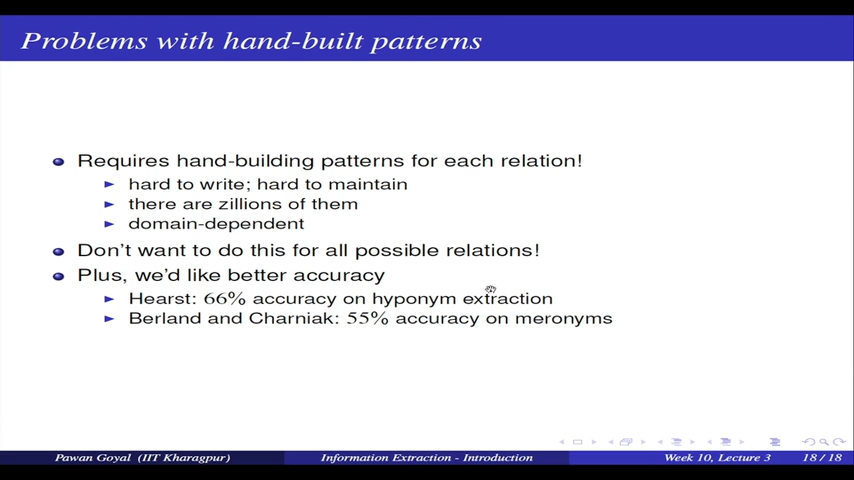 Problems with hand-built patterns
Requires hand-building patterns for each relation!
hard to write; hard to maintain
there are zillions of them
domain-dependent
Don't want to do this for all possible relations!
Plus, we'd like better accuracy
Hearst: 66% accuracy on hyponym extraction
Berland and Charniak: 55% accuracy on meronyms
Pawan Goyal (IIT Kharagpur)
Information Extraction - Introduction
Week 10, Lecture 3
18 / 18